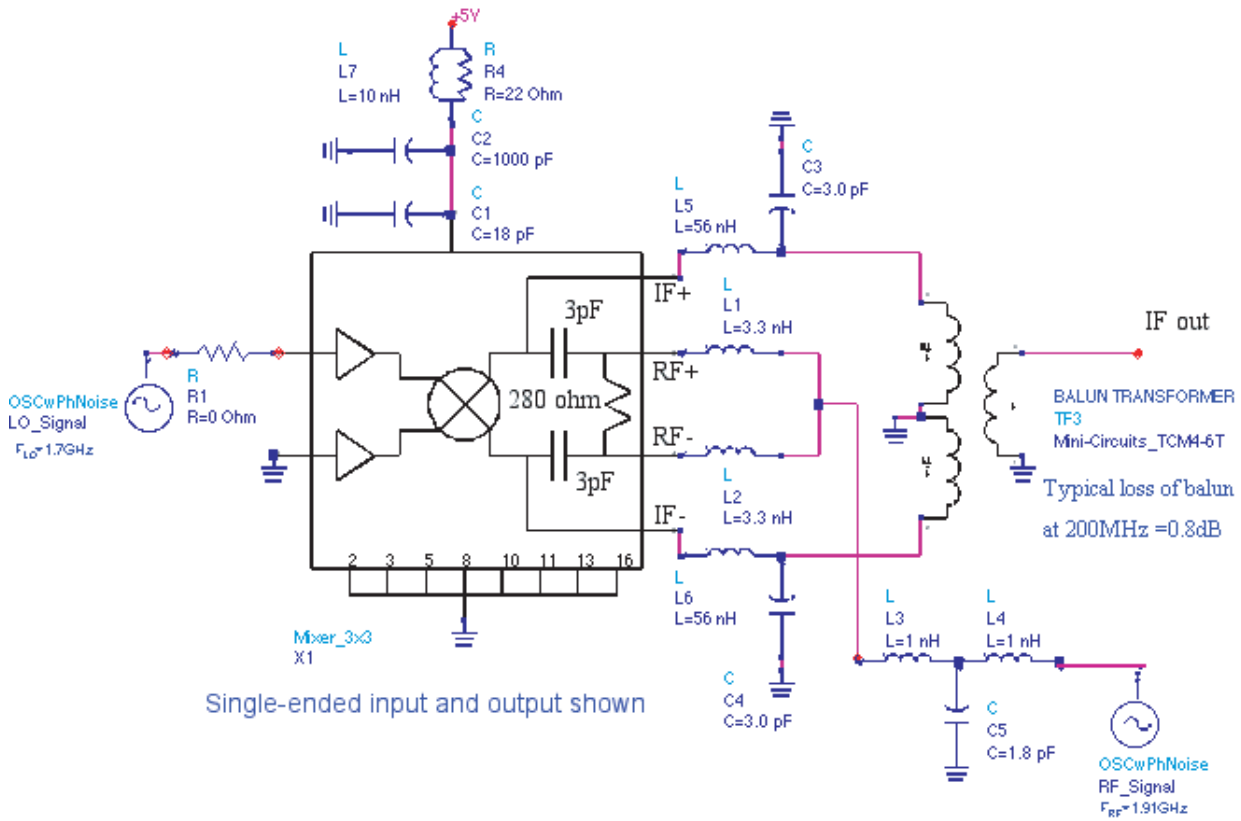 +5V
L
L7
L=10 nH
R
R4
R=22 Ohm
C
C2
C=1000 pF
C
C1
C=18 pF
C
C3
C=3.0 pF
L
L5
L=56 nH
IF+
L
L1
L=3.3 nH
3pF
RF+
280 ohm
RF-
3pF
IF-
L
L2
L=3.3 nH
IF out
BALUN TRANSFORMER
TF3
Mini-Circuits_TCM4-6T
Typical loss of balun
at 200MHz =0.8dB
OSCwPhNoise
LO_Signal
FLO=1.7GHz
R
R1
R=0 Ohm
2 3 5 8 10 11 13 16
Mixer_3x3
X1
L
L6
L=56 nH
C
C4
C=3.0 pF
L
L3
L=1 nH
L
L4
L=1 nH
C
C5
C=1.8 pF
OSCwPhNoise
RF_Signal
FRF=1.91GHz
Single-ended input and output shown